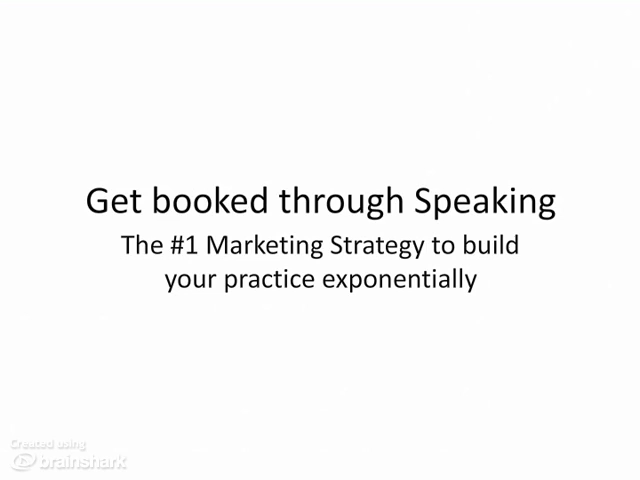 Get booked through Speaking
The #1 Marketing Strategy to build
your practice exponentially
Created using
brainshark